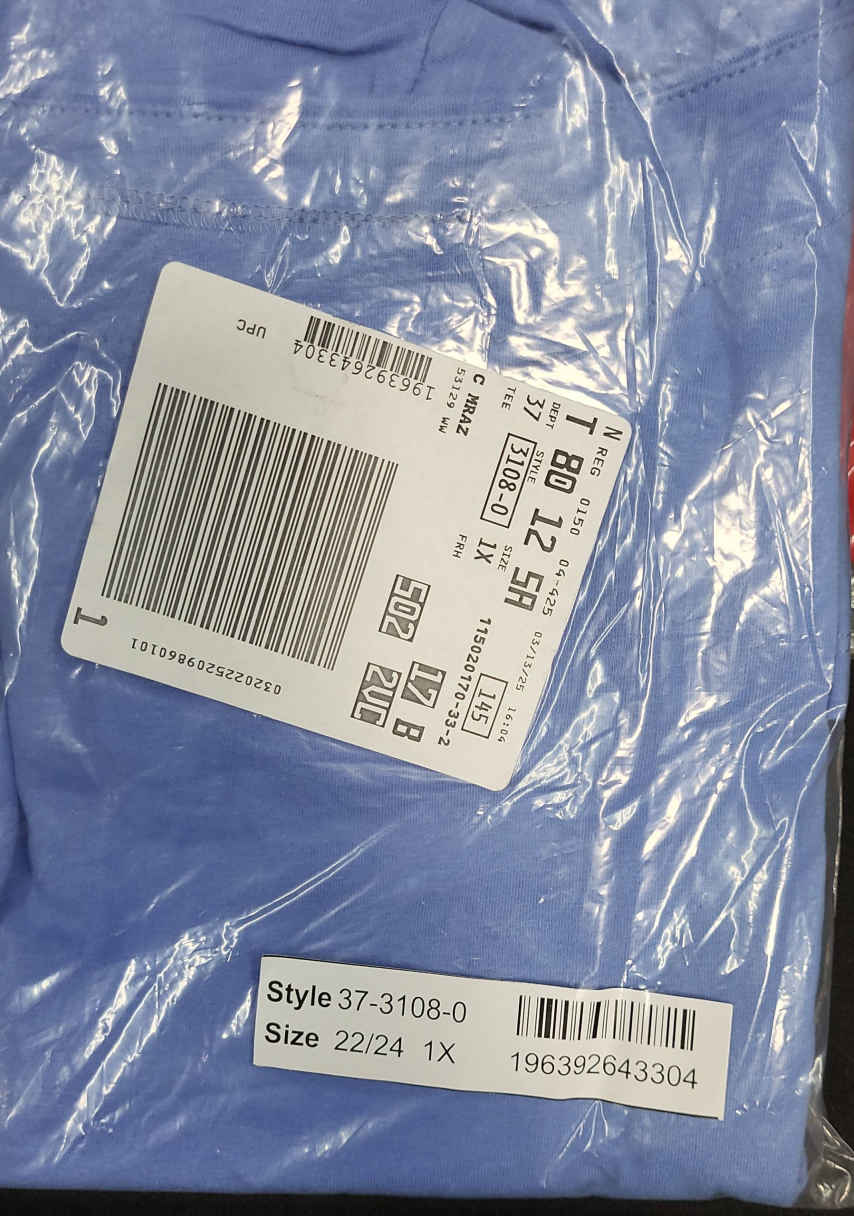 N REG 0150 04-425 03/13/25 16:04
T 80 12 5A 145
DEPT STYLE SIZE
37 3108-0 1X 115020170-33-2
TEE FRH
C MRAZ
53129 WW
502 17 B
2VC
196392643304
UPC
0320225209860101
1
Style 37-3108-0
Size 22/24 1X
196392643304